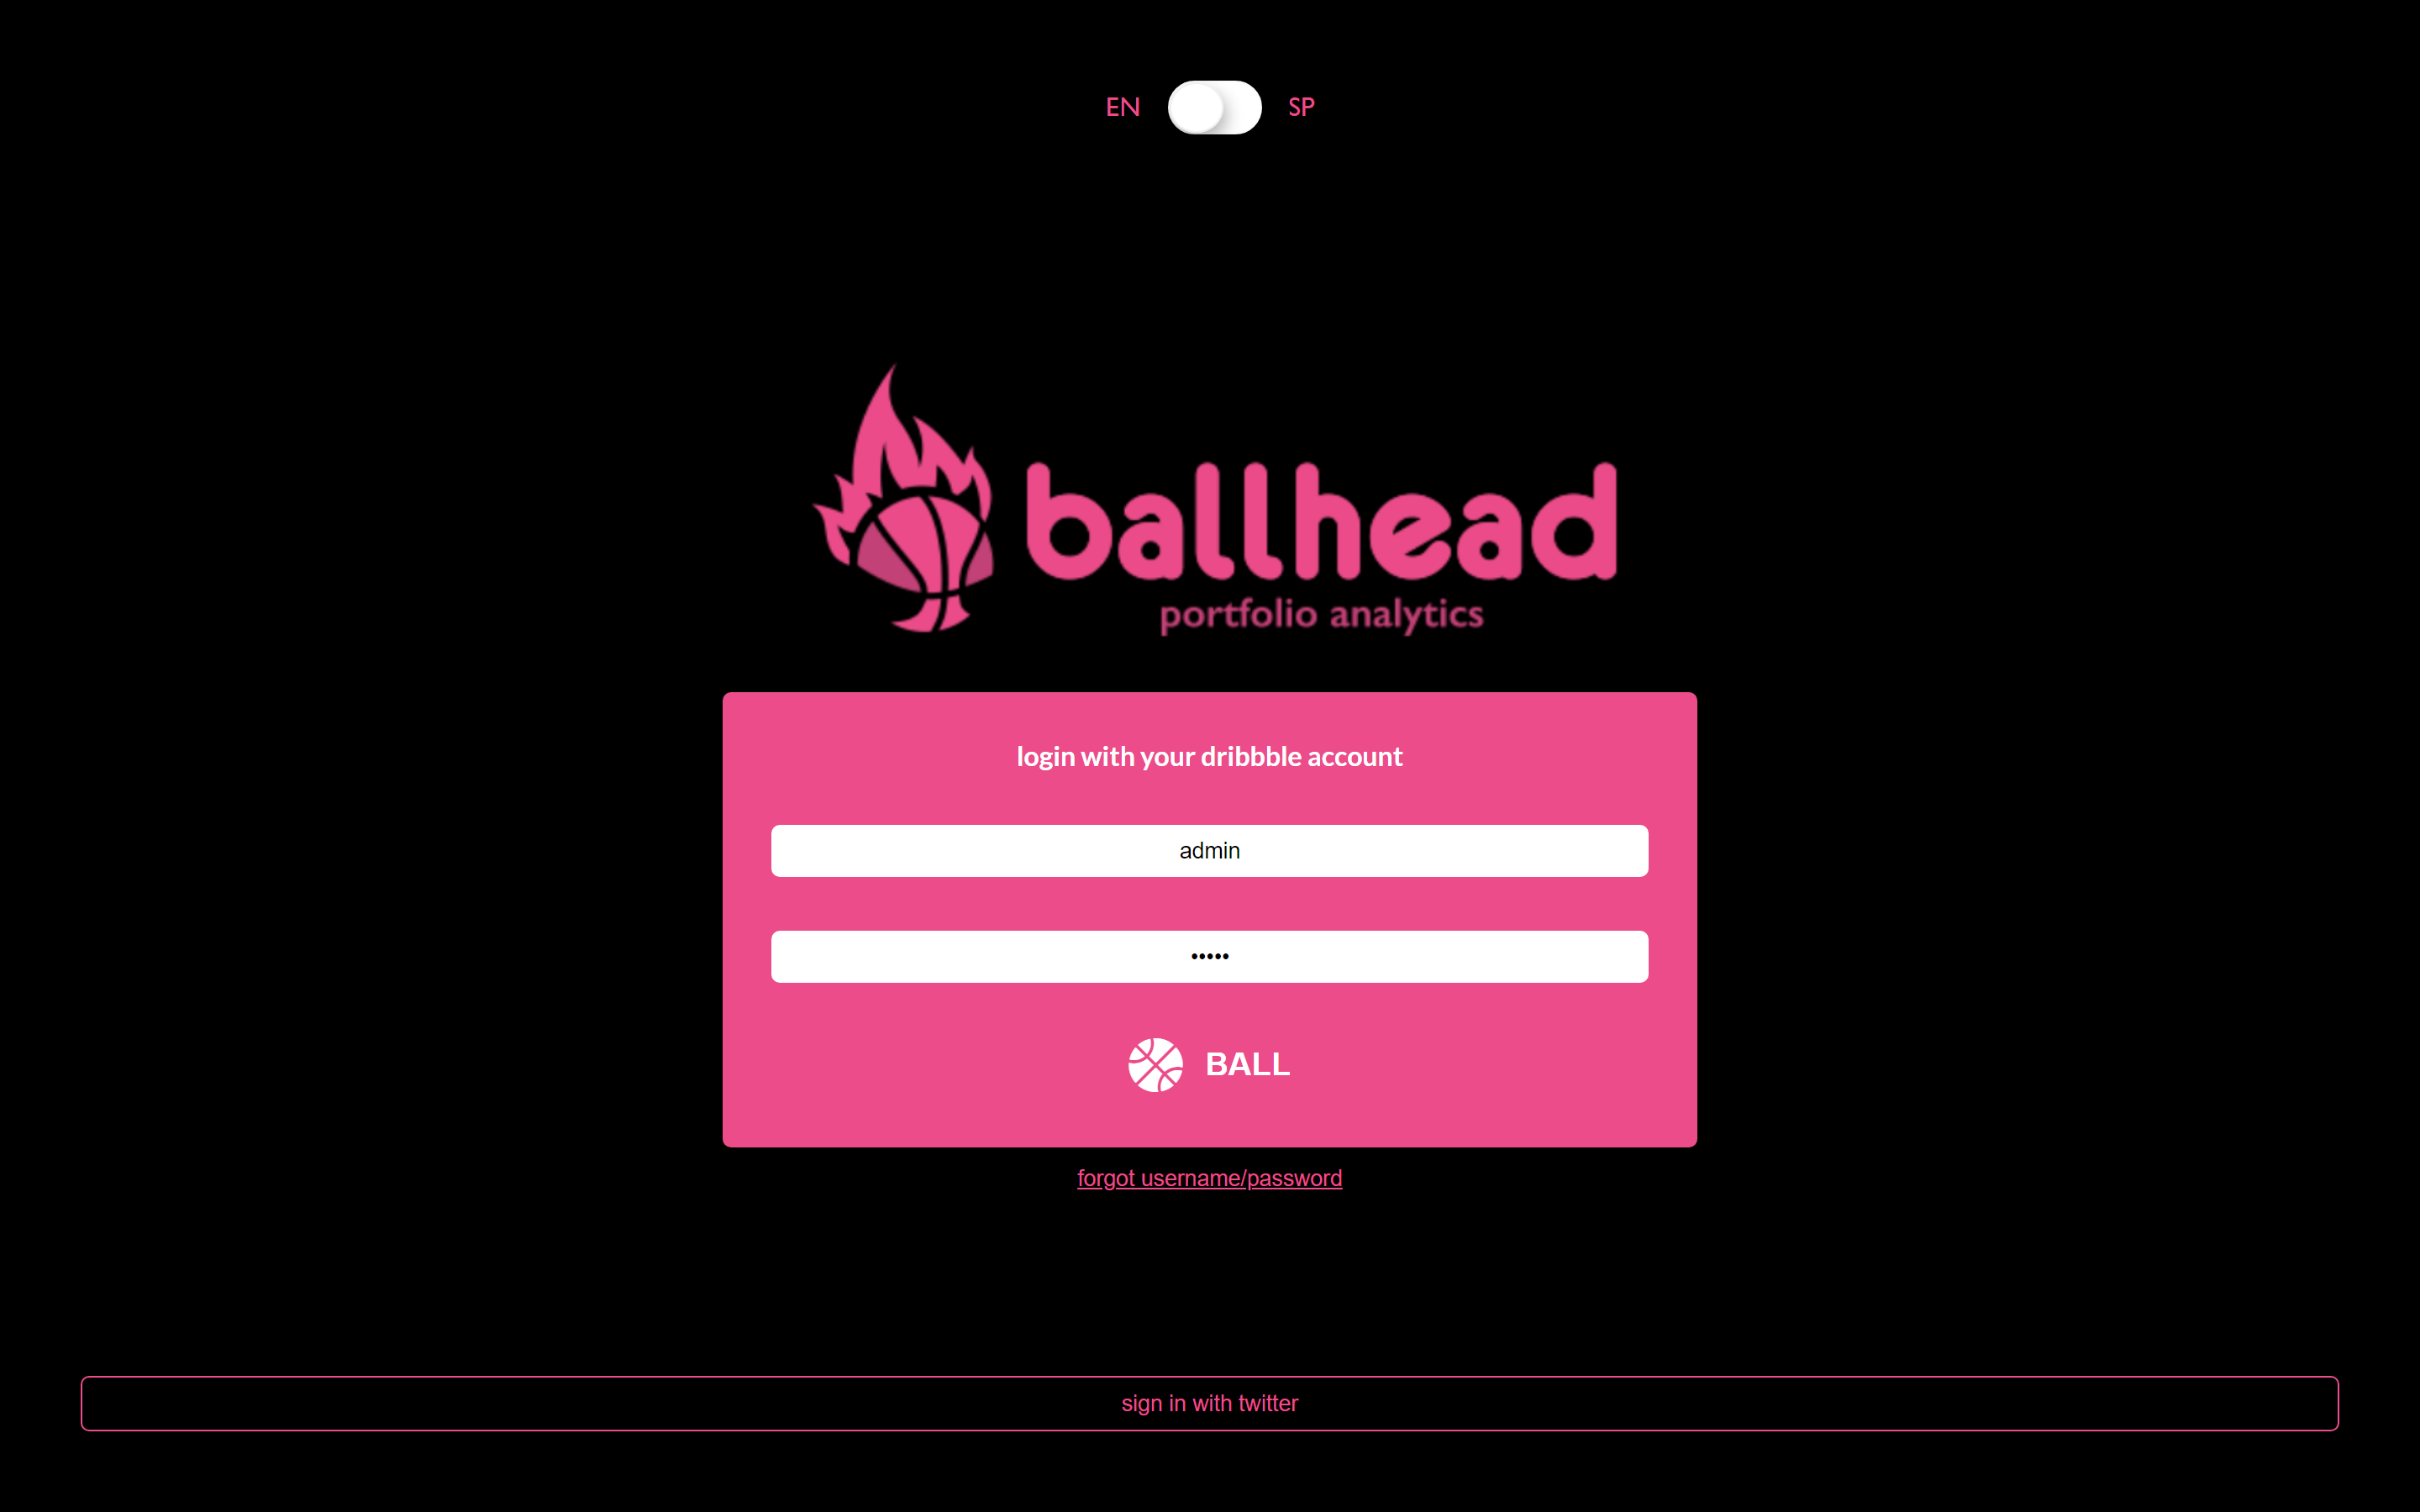 EN SP
ballhead
portfolio analytics
login with your dribbble account
admin
•••••
BALL
forgot username/password
sign in with twitter